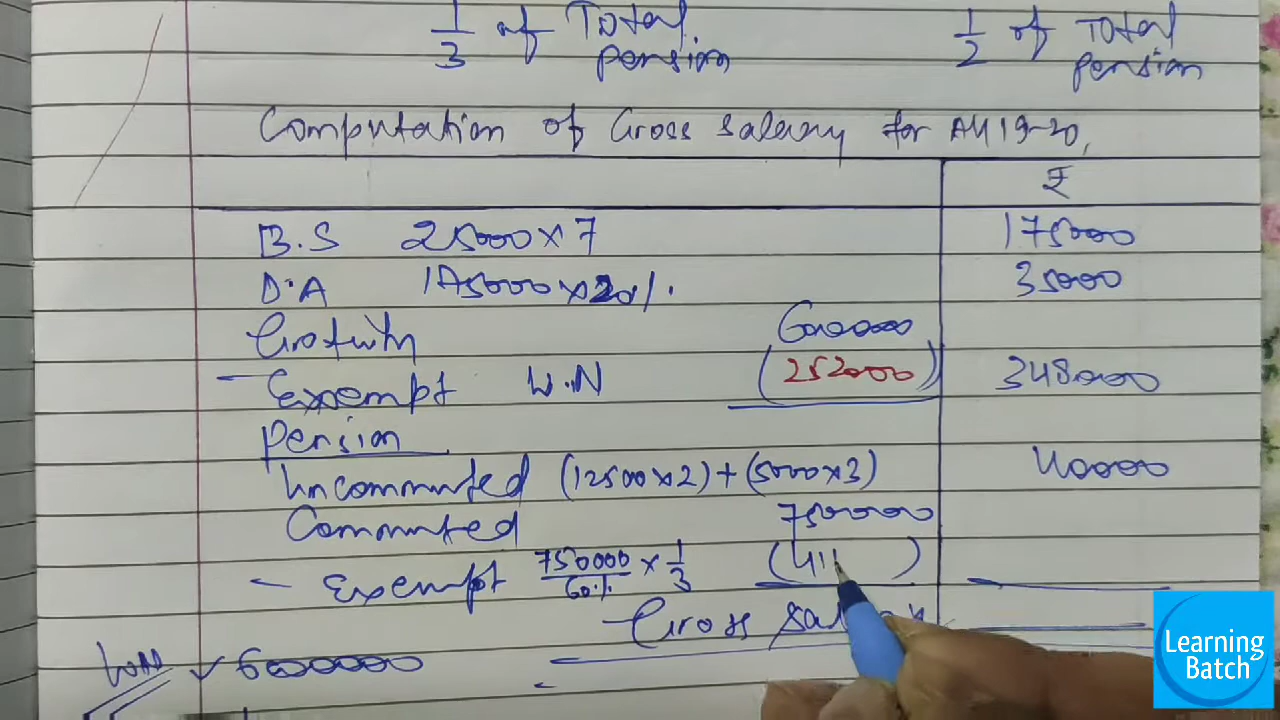 1/3 of Total pension
1/2 of Total pension
Computation of Gross salary for AY 19-20,
₹
B.S 25000×7 175000
D.A 175000×20%. 35000
Gratuity 600000
- Exempt W.N (252000) 348000
Pension
Uncommuted (12500×2)+(5000×3) 40000
Commuted 750000
- Exempt 750000/60% × 1/3 (41 )
Gross
600000
Learning
Batch